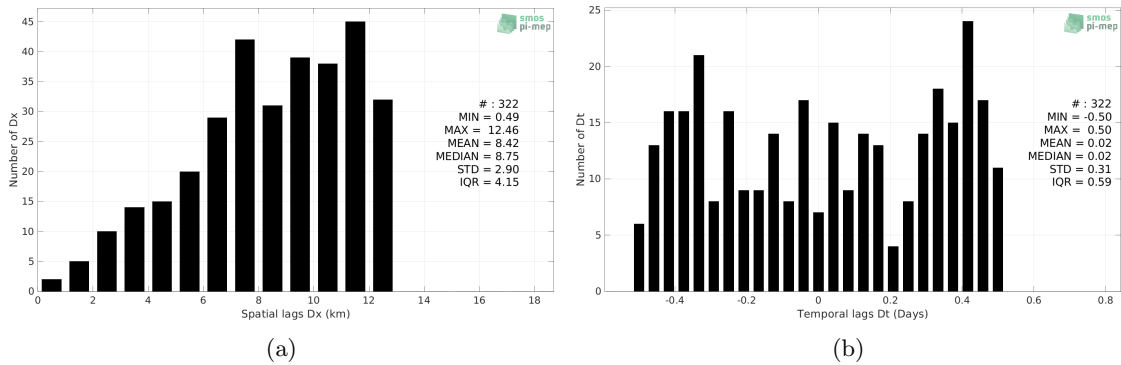 45
40
35
30
25
20
15
10
5
0
Number of Dx
smos
pi-mep
# : 322
MIN = 0.49
MAX = 12.46
MEAN = 8.42
MEDIAN = 8.75
STD = 2.90
IQR = 4.15
0 2 4 6 8 10 12 14 16 18
Spatial lags Dx (km)
(a)
25
20
15
10
5
0
Number of Dt
smos
pi-mep
# : 322
MIN = -0.50
MAX = 0.50
MEAN = 0.02
MEDIAN = 0.02
STD = 0.31
IQR = 0.59
-0.4 -0.2 0 0.2 0.4 0.6 0.8
Temporal lags Dt (Days)
(b)